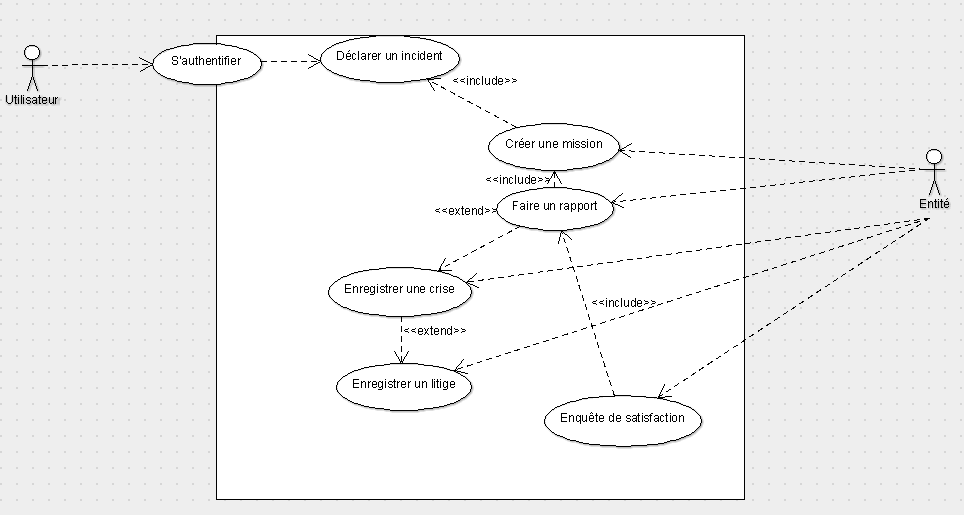 S'authentifier
Déclarer un incident
Utilisateur
<<include>>
Créer une mission
<<include>>
Entité
Faire un rapport
<<extend>>
Enregistrer une crise
<<include>>
<<extend>>
Enregistrer un litige
Enquête de satisfaction